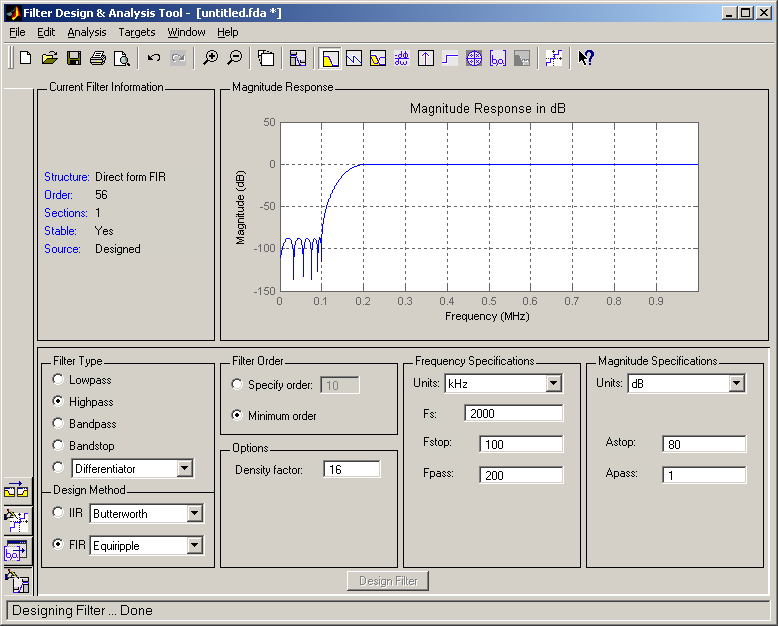 Filter Design & Analysis Tool - [untitled.fda *]
File Edit Analysis Targets Window Help
Current Filter Information
Structure: Direct form FIR
Order: 56
Sections: 1
Stable: Yes
Source: Designed
Magnitude Response
Magnitude Response in dB
Magnitude (dB)
50
0
-50
-100
-150
0 0.1 0.2 0.3 0.4 0.5 0.6 0.7 0.8 0.9
Frequency (MHz)
Filter Type
Lowpass
Highpass
Bandpass
Bandstop
Differentiator
Design Method
IIR Butterworth
FIR Equiripple
Filter Order
Specify order: 10
Minimum order
Options
Density factor: 16
Frequency Specifications
Units: kHz
Fs: 2000
Fstop: 100
Fpass: 200
Magnitude Specifications
Units: dB
Astop: 80
Apass: 1
Design Filter
Designing Filter ... Done